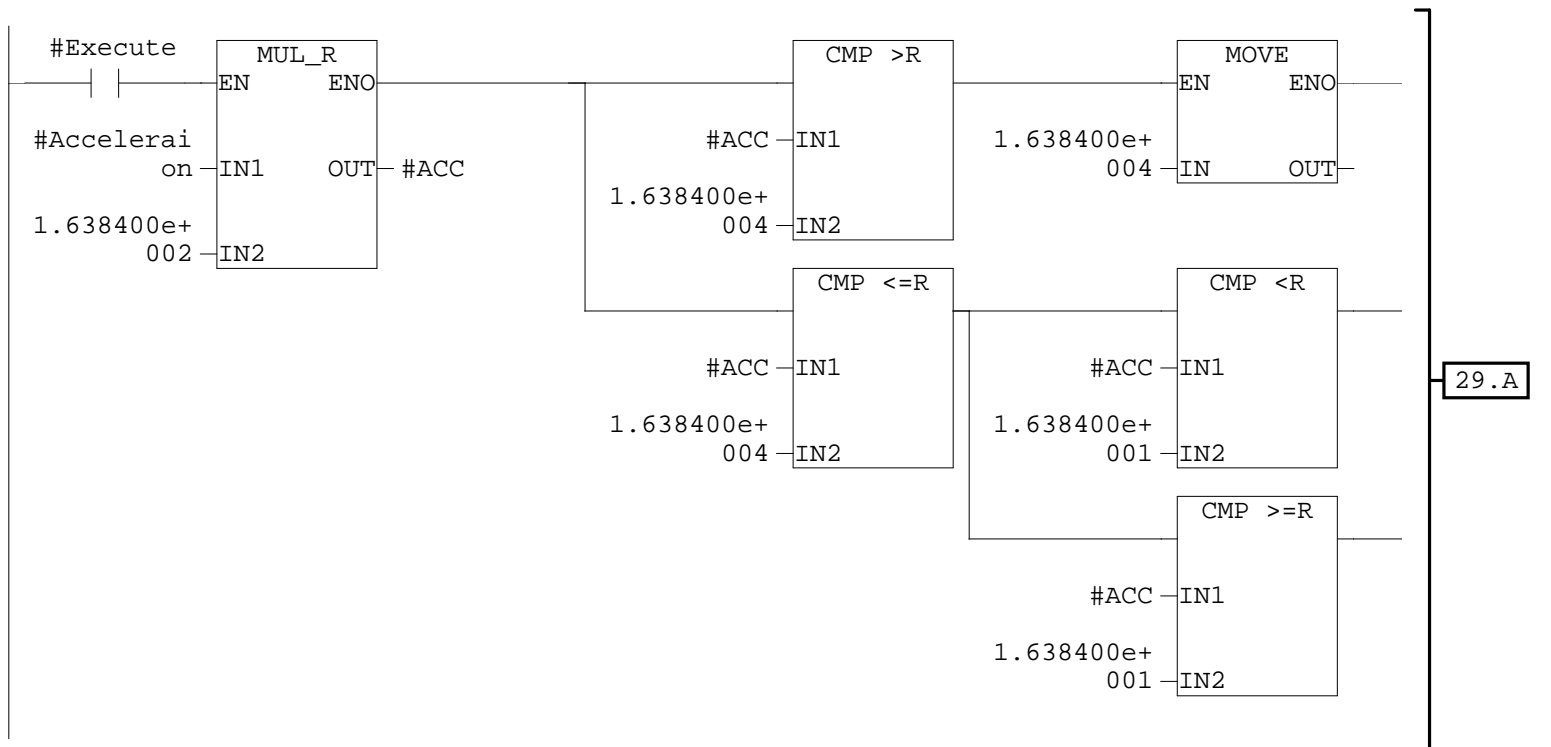 #Execute
MUL_R
EN ENO
#Accelerai
on IN1 OUT #ACC
1.638400e+
002 IN2
CMP >R
#ACC IN1
1.638400e+
004 IN2
MOVE
EN ENO
1.638400e+
004 IN OUT
CMP <=R
#ACC IN1
1.638400e+
004 IN2
CMP <R
#ACC IN1
1.638400e+
001 IN2
CMP >=R
#ACC IN1
1.638400e+
001 IN2
29.A